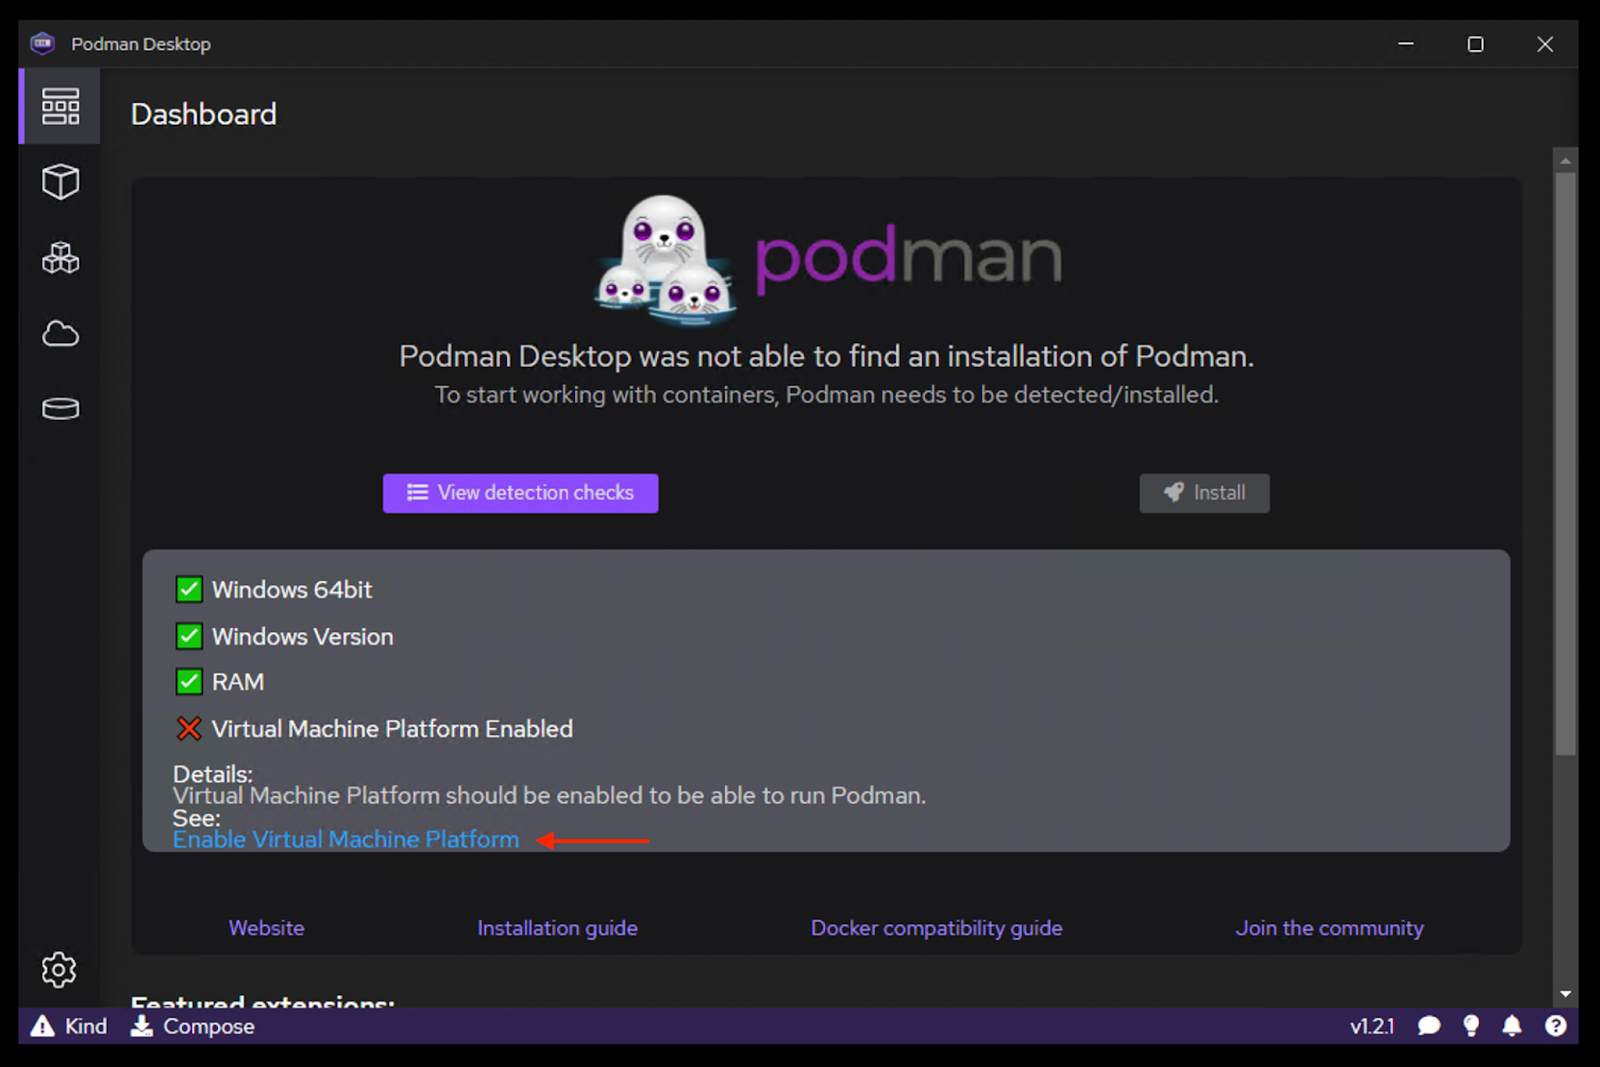 Podman Desktop
Dashboard
podman
Podman Desktop was not able to find an installation of Podman.
To start working with containers, Podman needs to be detected/installed.
View detection checks
Install
Windows 64bit
Windows Version
RAM
Virtual Machine Platform Enabled
Details:
Virtual Machine Platform should be enabled to be able to run Podman.
See:
Enable Virtual Machine Platform
Website
Installation guide
Docker compatibility guide
Join the community
Featured extensions:
Kind
Compose
v1.2.1